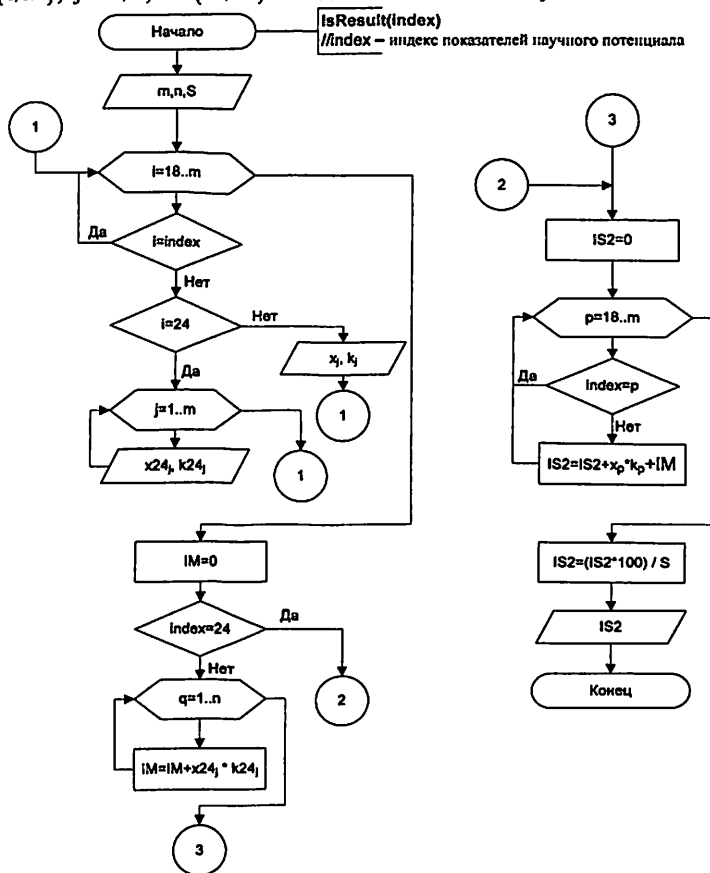 Начало
IsResult(index)
//index – индекс показателей научного потенциала
m,n,S
1
i=18..m
Да
i=index
Нет
i=24
Нет
xj, kj
Да
1
j=1..m
x24j, k24j
1
IM=0
index=24
Да
Нет
2
q=1..n
IM=IM+x24j * k24j
3
3
2
IS2=0
p=18..m
Да
index=p
Нет
IS2=IS2+xp*kp+IM
IS2=(IS2*100) / S
IS2
Конец